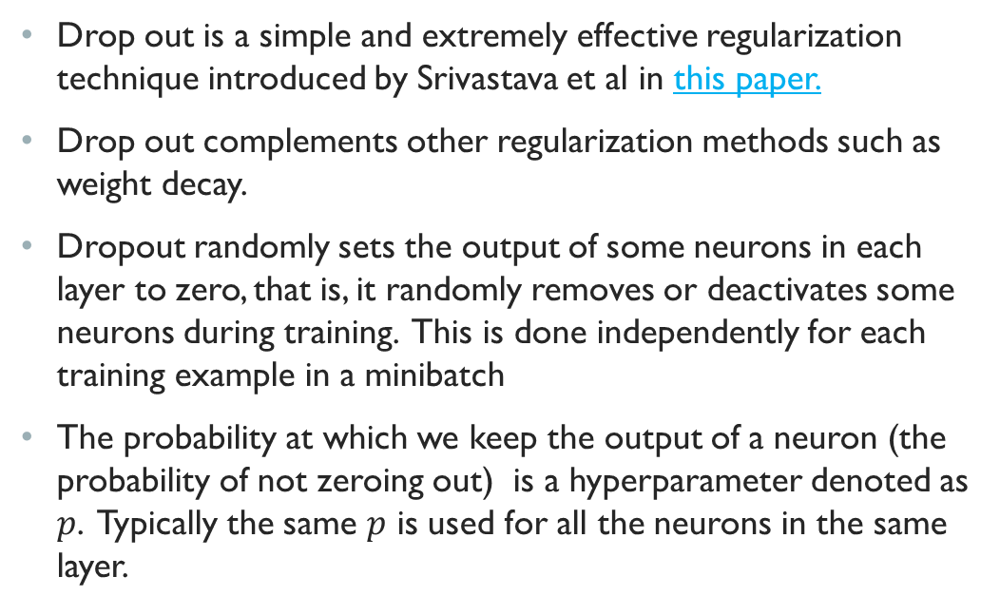 • Drop out is a simple and extremely effective regularization
technique introduced by Srivastava et al in this paper.
• Drop out complements other regularization methods such as
weight decay.
• Dropout randomly sets the output of some neurons in each
layer to zero, that is, it randomly removes or deactivates some
neurons during training. This is done independently for each
training example in a minibatch
• The probability at which we keep the output of a neuron (the
probability of not zeroing out) is a hyperparameter denoted as
p. Typically the same p is used for all the neurons in the same
layer.